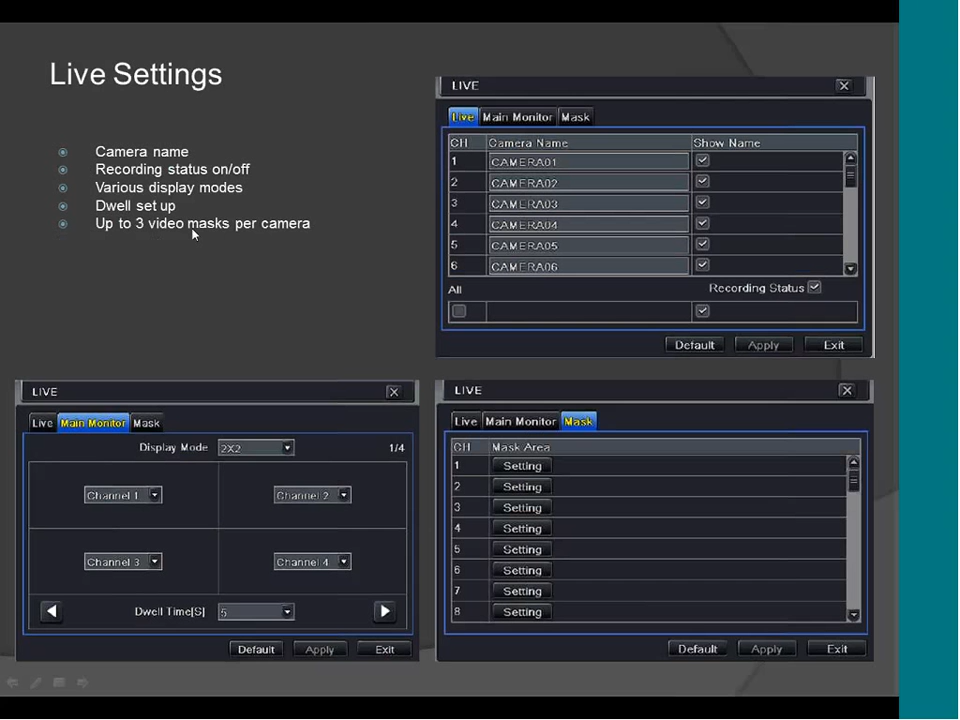 Live Settings
Camera name
Recording status on/off
Various display modes
Dwell set up
Up to 3 video masks per camera
LIVE
Live Main Monitor Mask
CH Camera Name Show Name
1 CAMERA01
2 CAMERA02
3 CAMERA03
4 CAMERA04
5 CAMERA05
6 CAMERA06
All Recording Status
Default Apply Exit
LIVE
Live Main Monitor Mask
Display Mode 2X2 1/4
Channel 1 Channel 2
Channel 3 Channel 4
Dwell Time[S] 5
Default Apply Exit
LIVE
Live Main Monitor Mask
CH Mask Area
1 Setting
2 Setting
3 Setting
4 Setting
5 Setting
6 Setting
7 Setting
8 Setting
Default Apply Exit